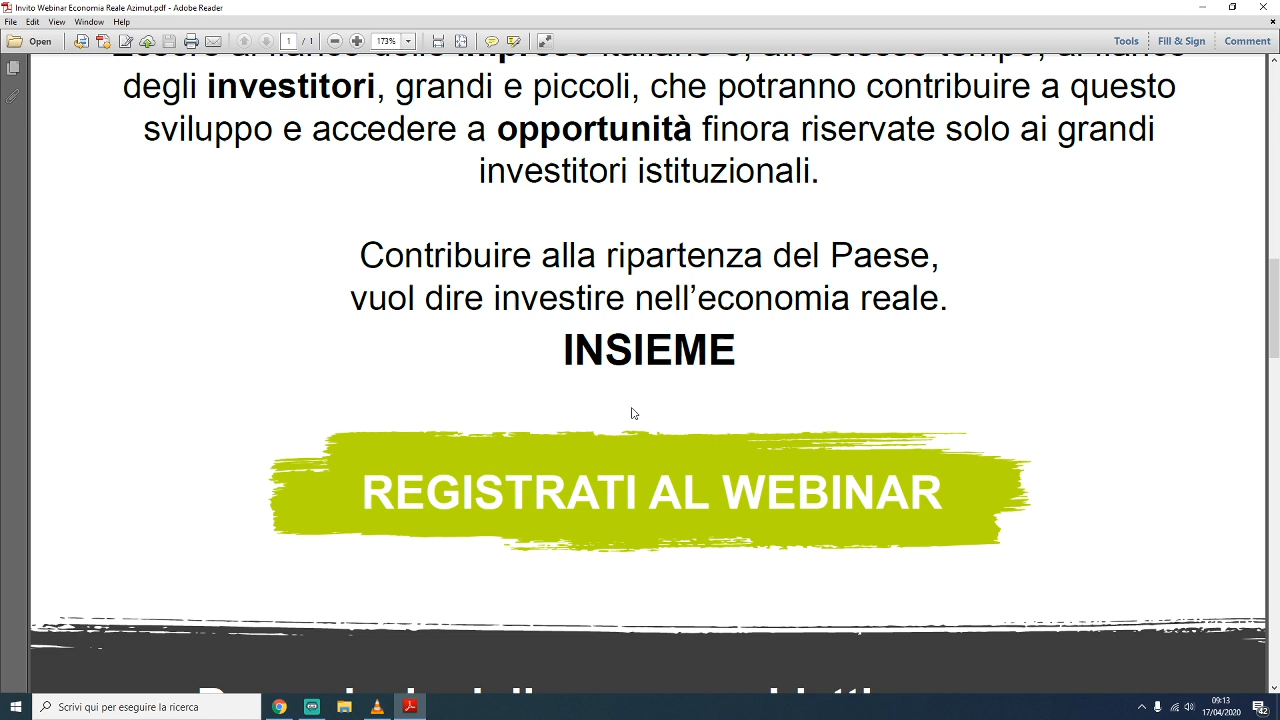 Invito Webinar Economia Reale Azimut.pdf - Adobe Reader
File Edit View Window Help
Open 1 / 1 173% Tools Fill & Sign Comment
degli investitori, grandi e piccoli, che potranno contribuire a questo
sviluppo e accedere a opportunità finora riservate solo ai grandi
investitori istituzionali.
Contribuire alla ripartenza del Paese,
vuol dire investire nell’economia reale.
INSIEME
REGISTRATI AL WEBINAR
Scrivi qui per eseguire la ricerca
09:13
17/04/2020
42